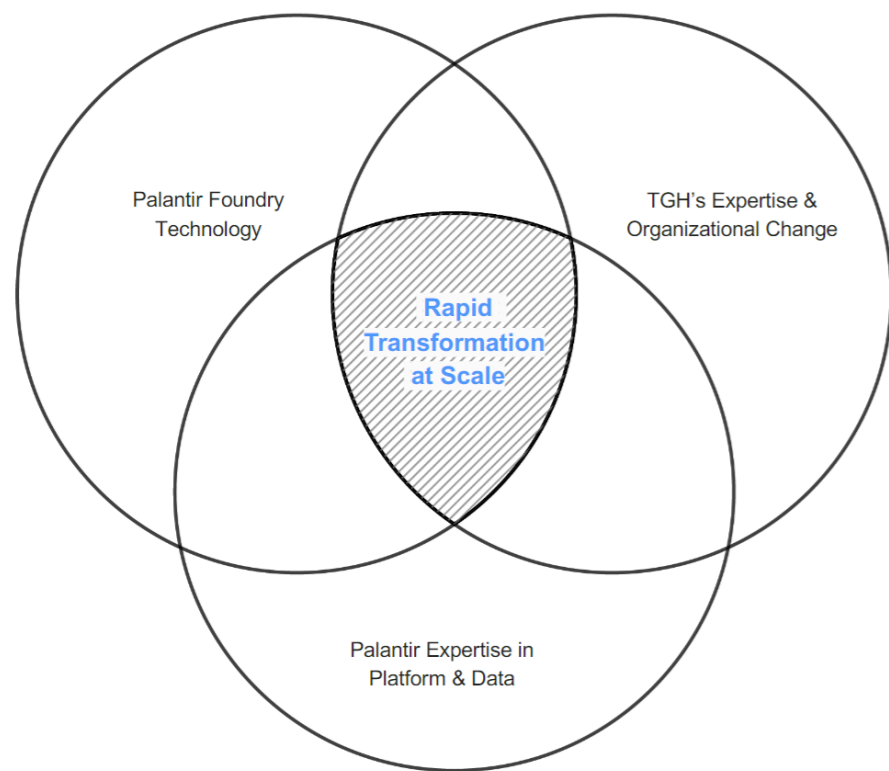 Palantir Foundry
Technology
TGH's Expertise &
Organizational Change
Rapid
Transformation
at Scale
Palantir Expertise in
Platform & Data